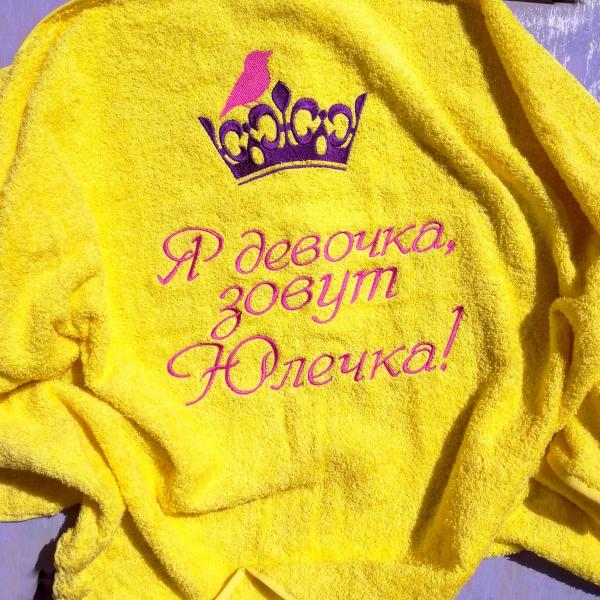 Я девочка,
зовут
Юлечка!